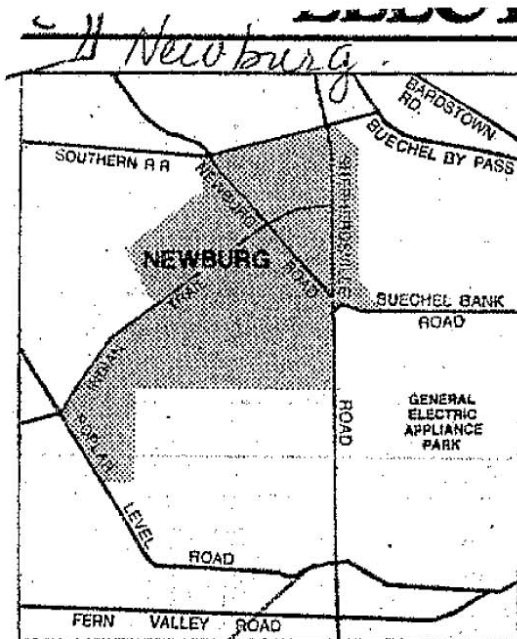 Newburg.
BARDSTOWN
RD.
BUECHEL BY PASS
SOUTHERN R R
NEWBURG ROAD
SHEPHERDSVILLE
NEWBURG
INDIAN TRAIL
BUECHEL BANK
ROAD
GENERAL
ELECTRIC
APPLIANCE
PARK
ROAD
POPLAR
LEVEL
ROAD
FERN VALLEY ROAD